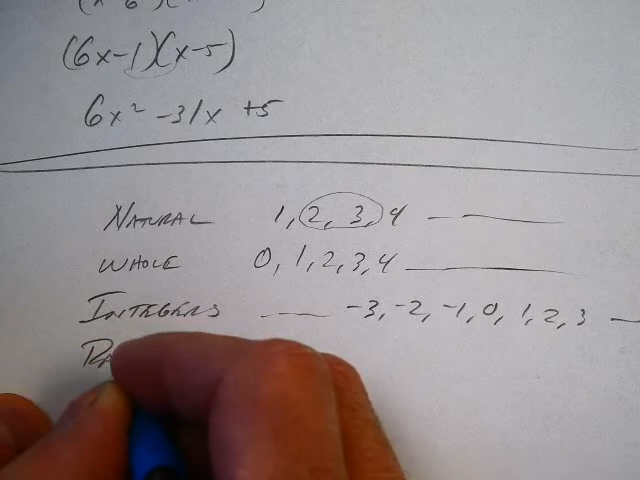 (6x-1)(x-5)
6x² -31x +5
NATURAL 1, 2, 3, 4
WHOLE 0, 1, 2, 3, 4
INTEGERS -3, -2, -1, 0, 1, 2, 3
RA